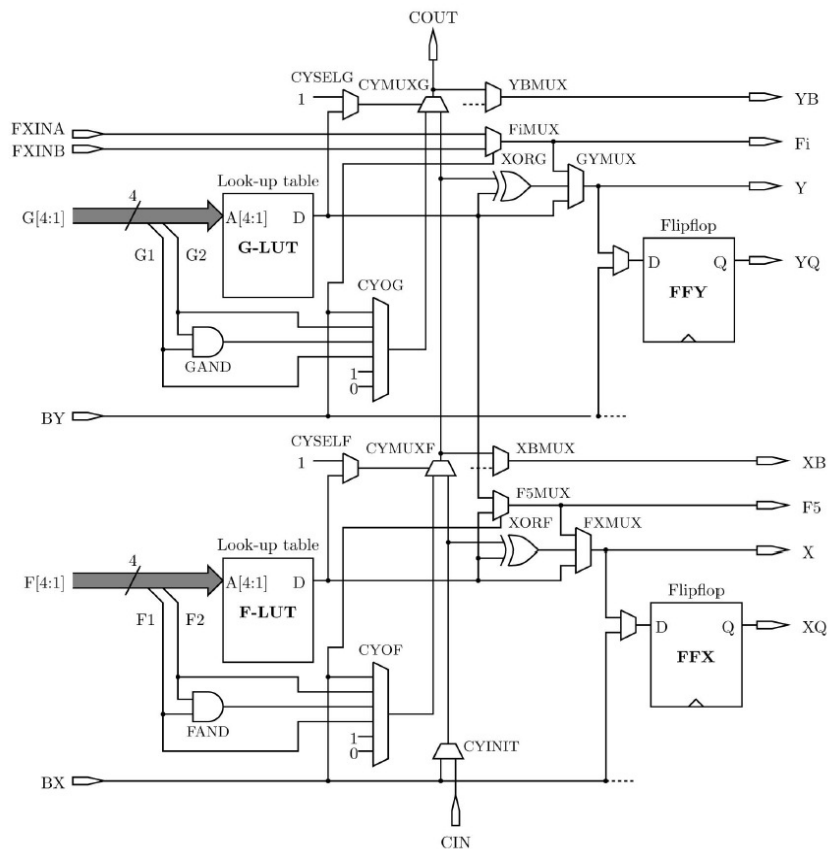 COUT
CYSELG
CYMUXG
YBMUX
1
YB
FXINA
FXINB
FiMUX
Fi
XORG
GYMUX
Look-up table
4
G[4:1]
A[4:1]
D
Y
G-LUT
G1
G2
Flipflop
D
Q
YQ
FFY
CYOG
GAND
1
0
BY
CYSELF
CYMUXF
XBMUX
1
XB
F5MUX
F5
XORF
FXMUX
Look-up table
4
F[4:1]
A[4:1]
D
X
F-LUT
F1
F2
Flipflop
D
Q
XQ
FFX
CYOF
FAND
1
0
CYINIT
BX
CIN